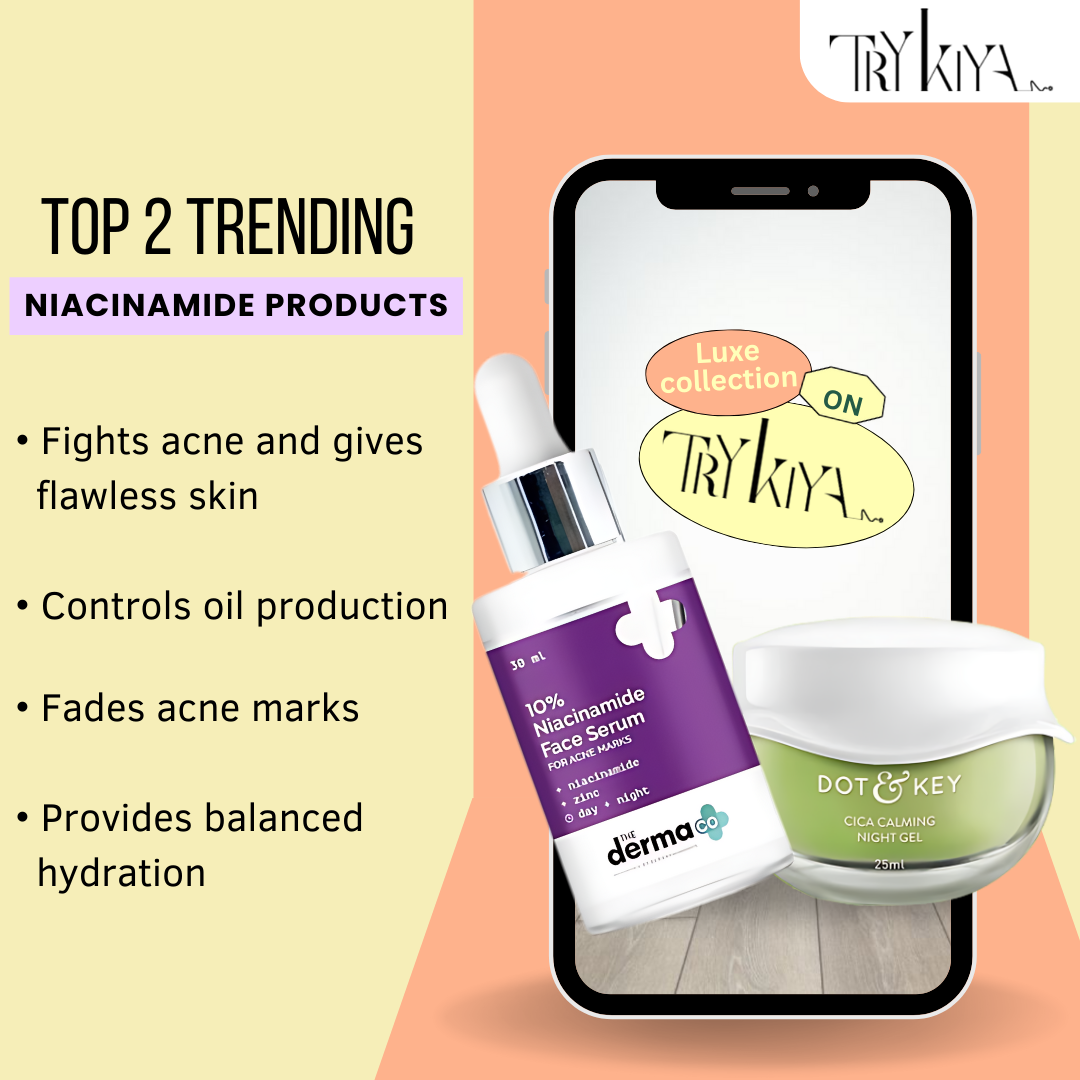 TRY KIYA
TOP 2 TRENDING
NIACINAMIDE PRODUCTS
• Fights acne and gives
flawless skin
• Controls oil production
• Fades acne marks
• Provides balanced
hydration
Luxe
collection
ON
TRY KIYA
30 ml
10%
Niacinamide
Face Serum
FOR ACNE MARKS
+ niacinamide
+ zinc
day + night
THE
derma co
DOT & KEY
CICA CALMING
NIGHT GEL
25ml